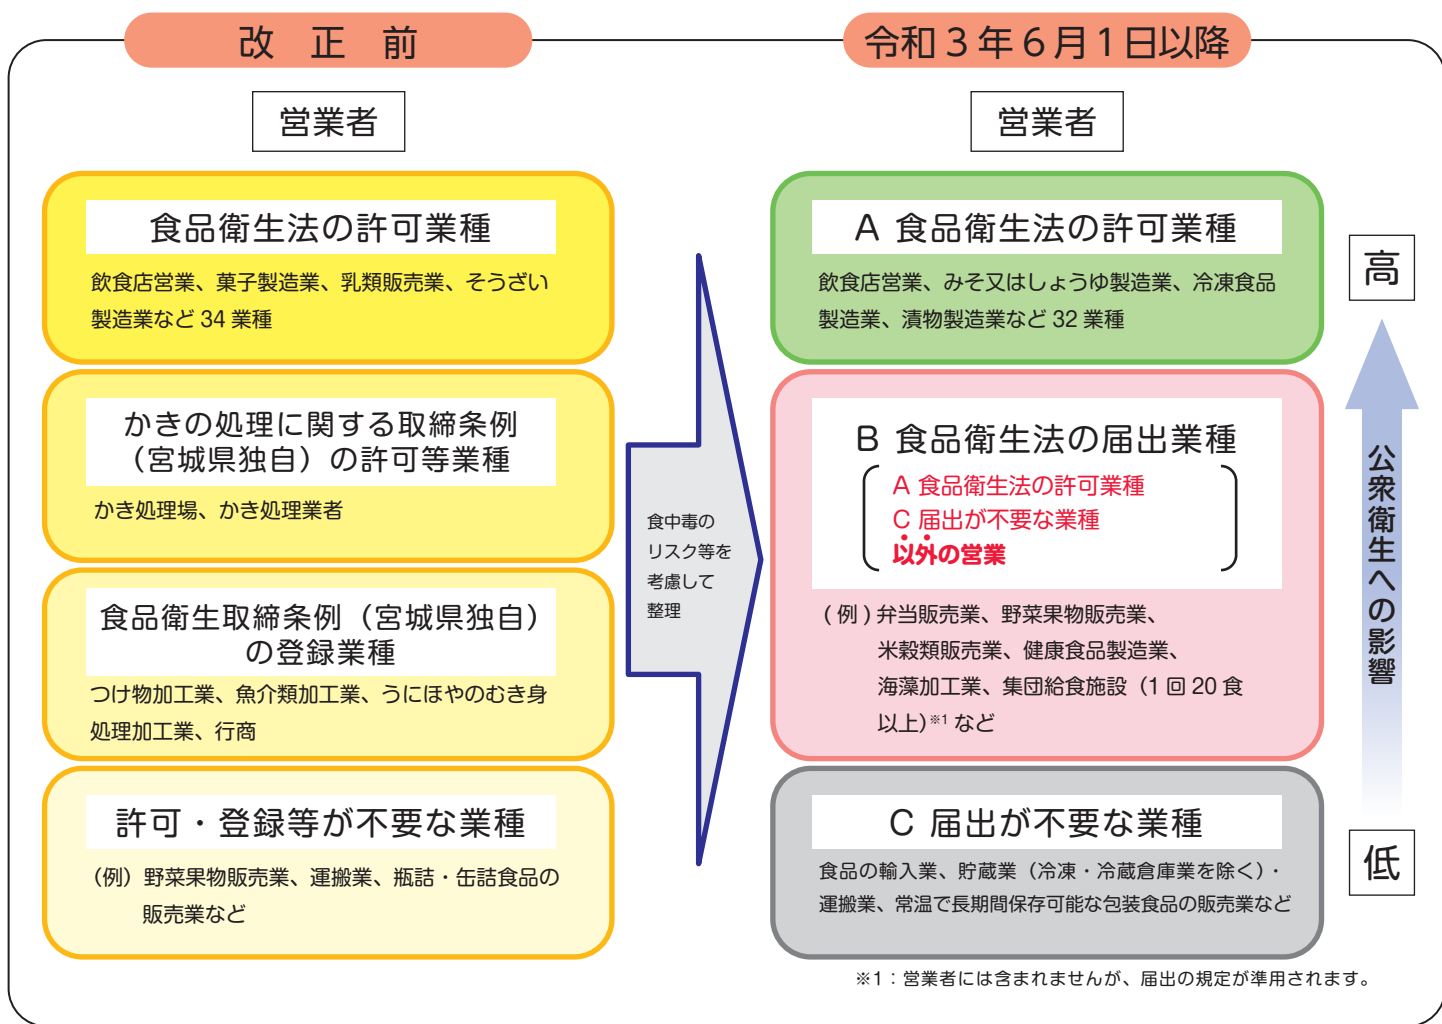 改正前
営業者
食品衛生法の許可業種
飲食店営業、菓子製造業、乳類販売業、そうざい
製造業など 34 業種
かきの処理に関する取締条例
（宮城県独自）の許可等業種
かき処理場、かき処理業者
食品衛生取締条例（宮城県独自）
の登録業種
つけ物加工業、魚介類加工業、うにほやのむき身
処理加工業、行商
許可・登録等が不要な業種
（例）野菜果物販売業、運搬業、瓶詰・缶詰食品の
販売業など
食中毒の
リスク等を
考慮して
整理
令和３年６月１日以降
営業者
A 食品衛生法の許可業種
飲食店営業、みそ又はしょうゆ製造業、冷凍食品
製造業、漬物製造業など 32 業種
B 食品衛生法の届出業種
A 食品衛生法の許可業種
C 届出が不要な業種
以外の営業
( 例 ) 弁当販売業、野菜果物販売業、
米穀類販売業、健康食品製造業、
海藻加工業、集団給食施設（1 回 20 食
以上）※1 など
C 届出が不要な業種
食品の輸入業、貯蔵業（冷凍・冷蔵倉庫業を除く）・
運搬業、常温で長期間保存可能な包装食品の販売業など
※1：営業者には含まれませんが、届出の規定が準用されます。
高
公衆衛生への影響
低